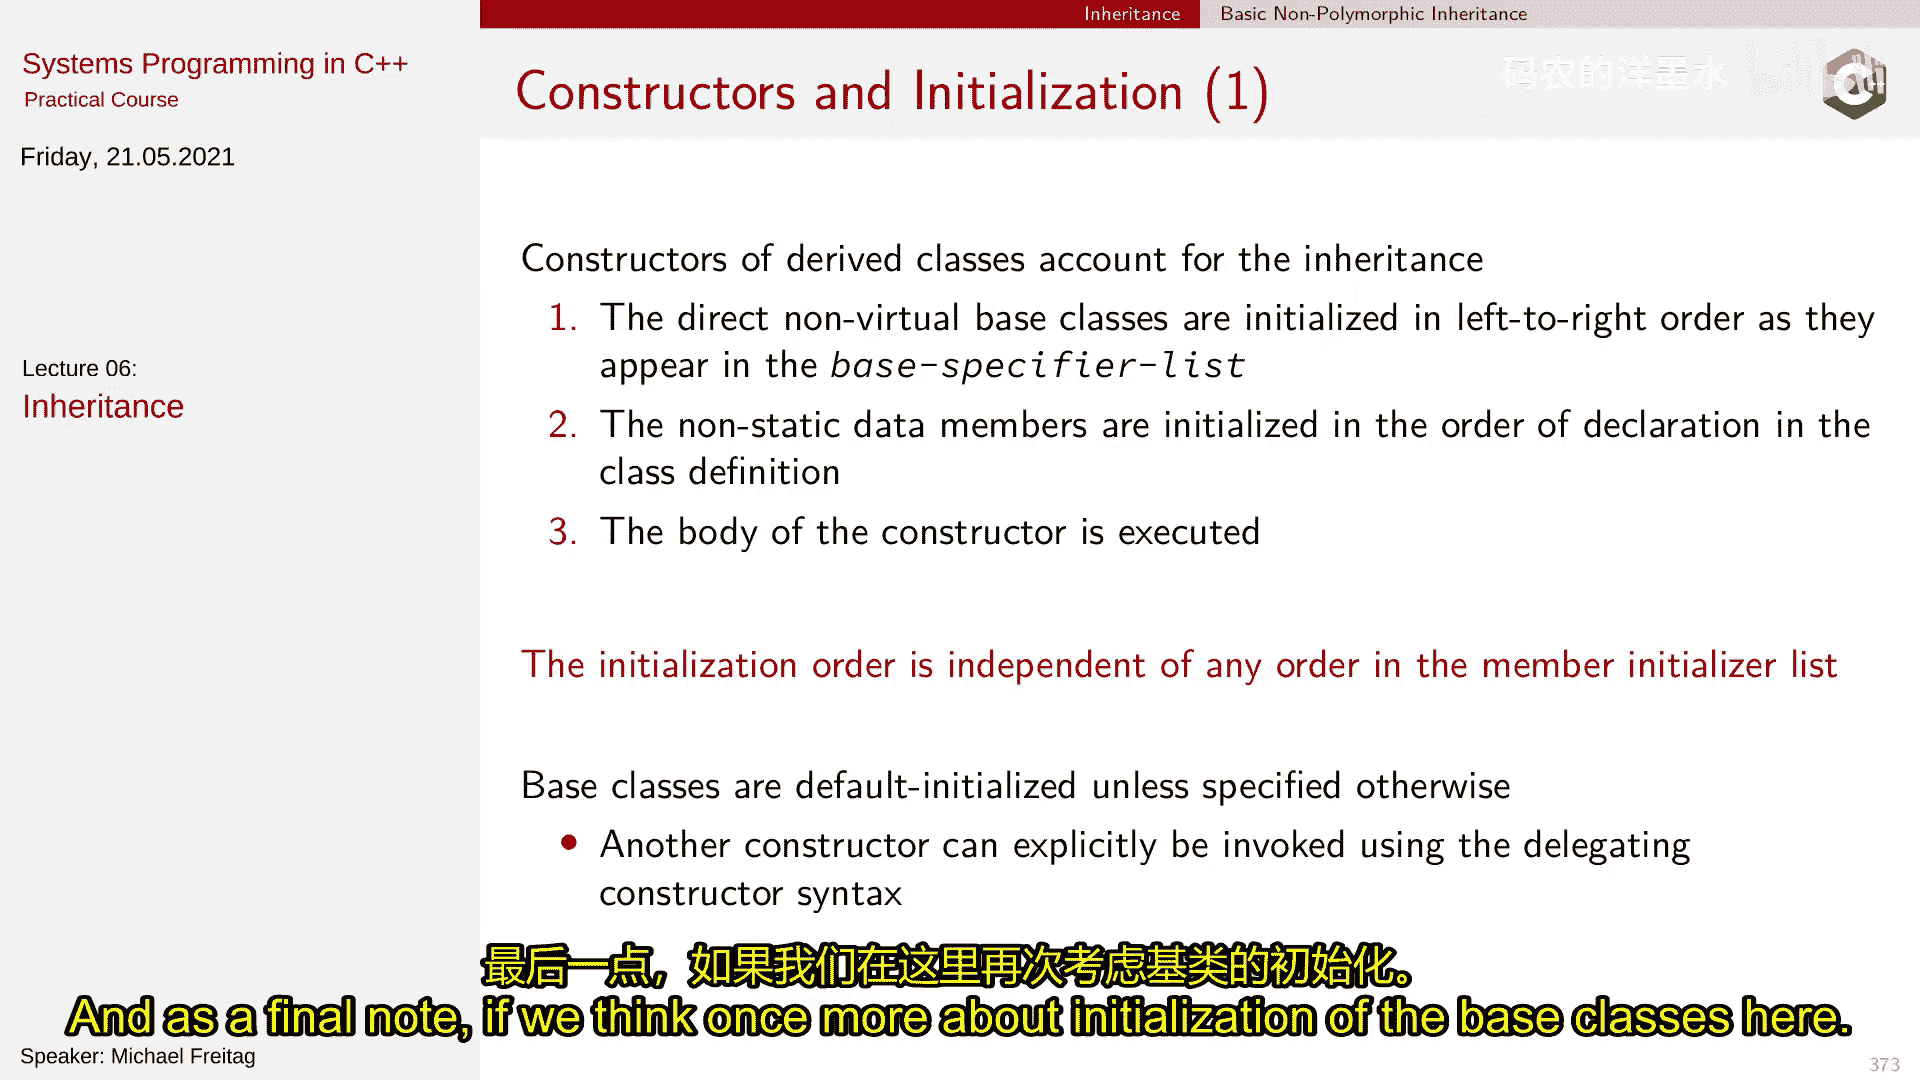 Inheritance Basic Non-Polymorphic Inheritance
Systems Programming in C++
Practical Course
Friday, 21.05.2021
Lecture 06:
Inheritance
Constructors and Initialization (1)
码农的洋墨水
Constructors of derived classes account for the inheritance
1. The direct non-virtual base classes are initialized in left-to-right order as they
appear in the base-specifier-list
2. The non-static data members are initialized in the order of declaration in the
class definition
3. The body of the constructor is executed
The initialization order is independent of any order in the member initializer list
Base classes are default-initialized unless specified otherwise
• Another constructor can explicitly be invoked using the delegating
constructor syntax
最后一点，如果我们在这里再次考虑基类的初始化。
And as a final note, if we think once more about initialization of the base classes here.
Speaker: Michael Freitag
373